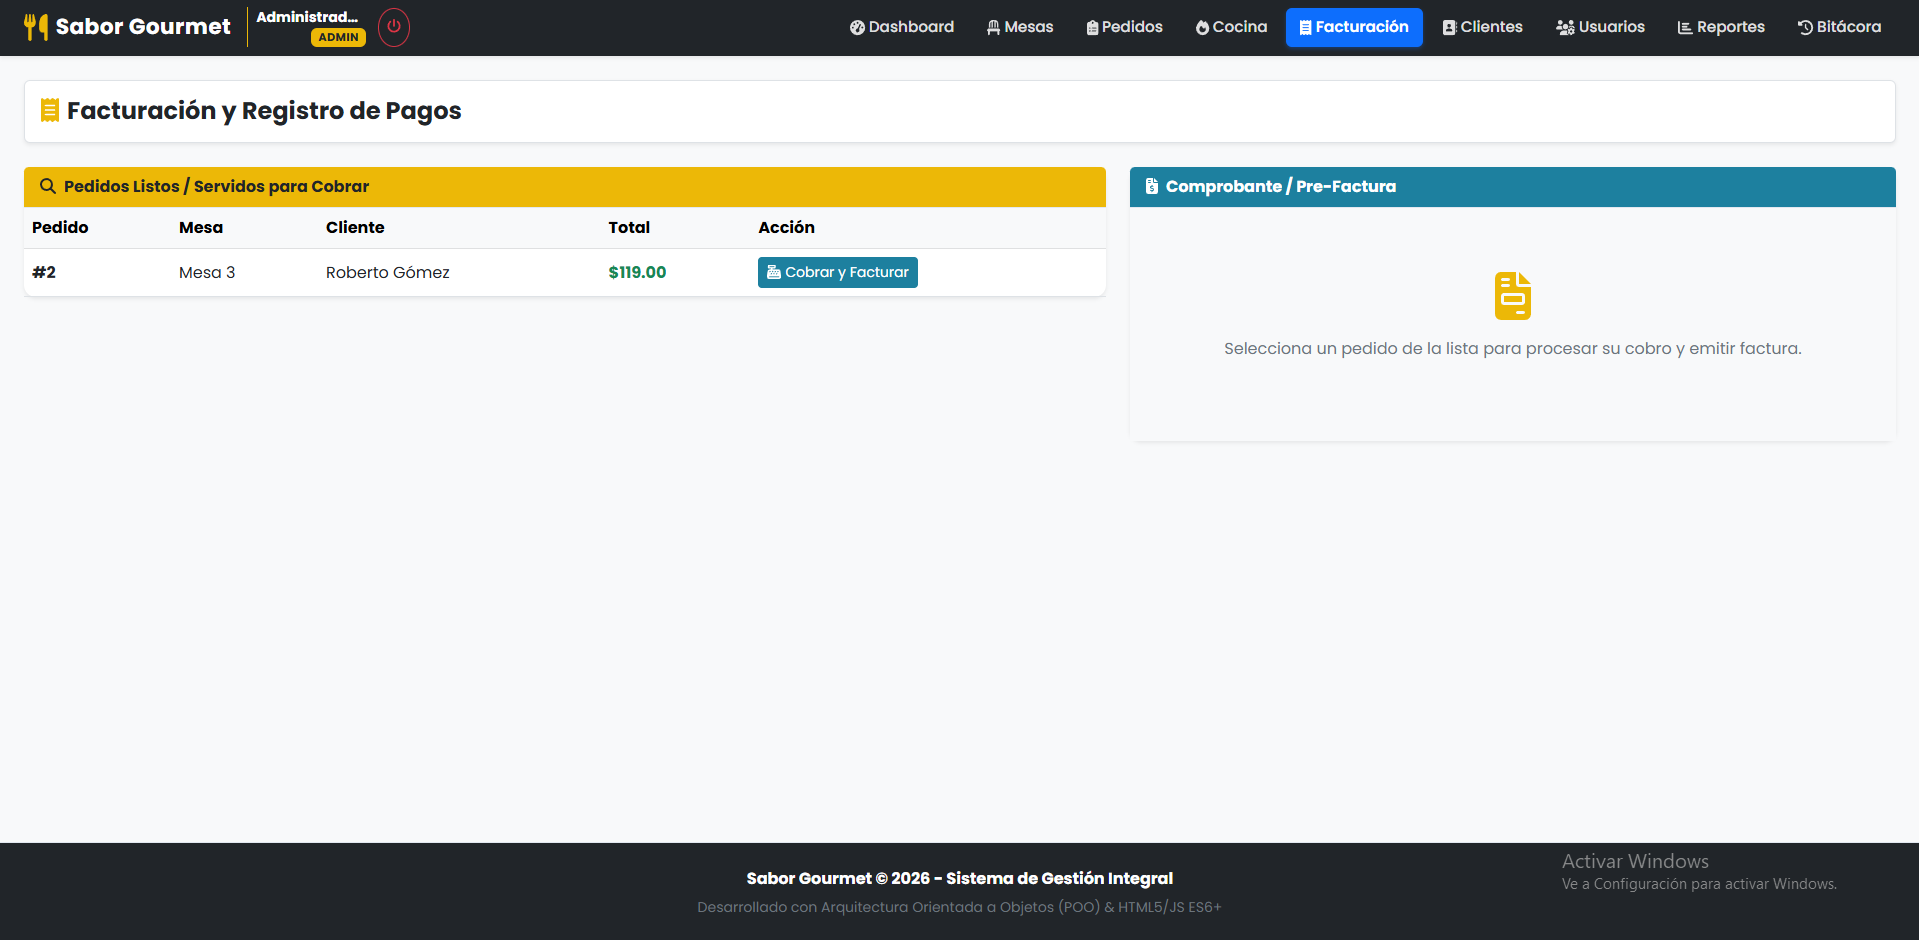 Sabor Gourmet
Administrad...
ADMIN
Dashboard
Mesas
Pedidos
Cocina
Facturación
Clientes
Usuarios
Reportes
Bitácora
Facturación y Registro de Pagos
Pedidos Listos / Servidos para Cobrar
Pedido Mesa Cliente Total Acción
#2 Mesa 3 Roberto Gómez $119.00 Cobrar y Facturar
Comprobante / Pre-Factura
Selecciona un pedido de la lista para procesar su cobro y emitir factura.
Sabor Gourmet © 2026 - Sistema de Gestión Integral
Desarrollado con Arquitectura Orientada a Objetos (POO) & HTML5/JS ES6+
Activar Windows
Ve a Configuración para activar Windows.